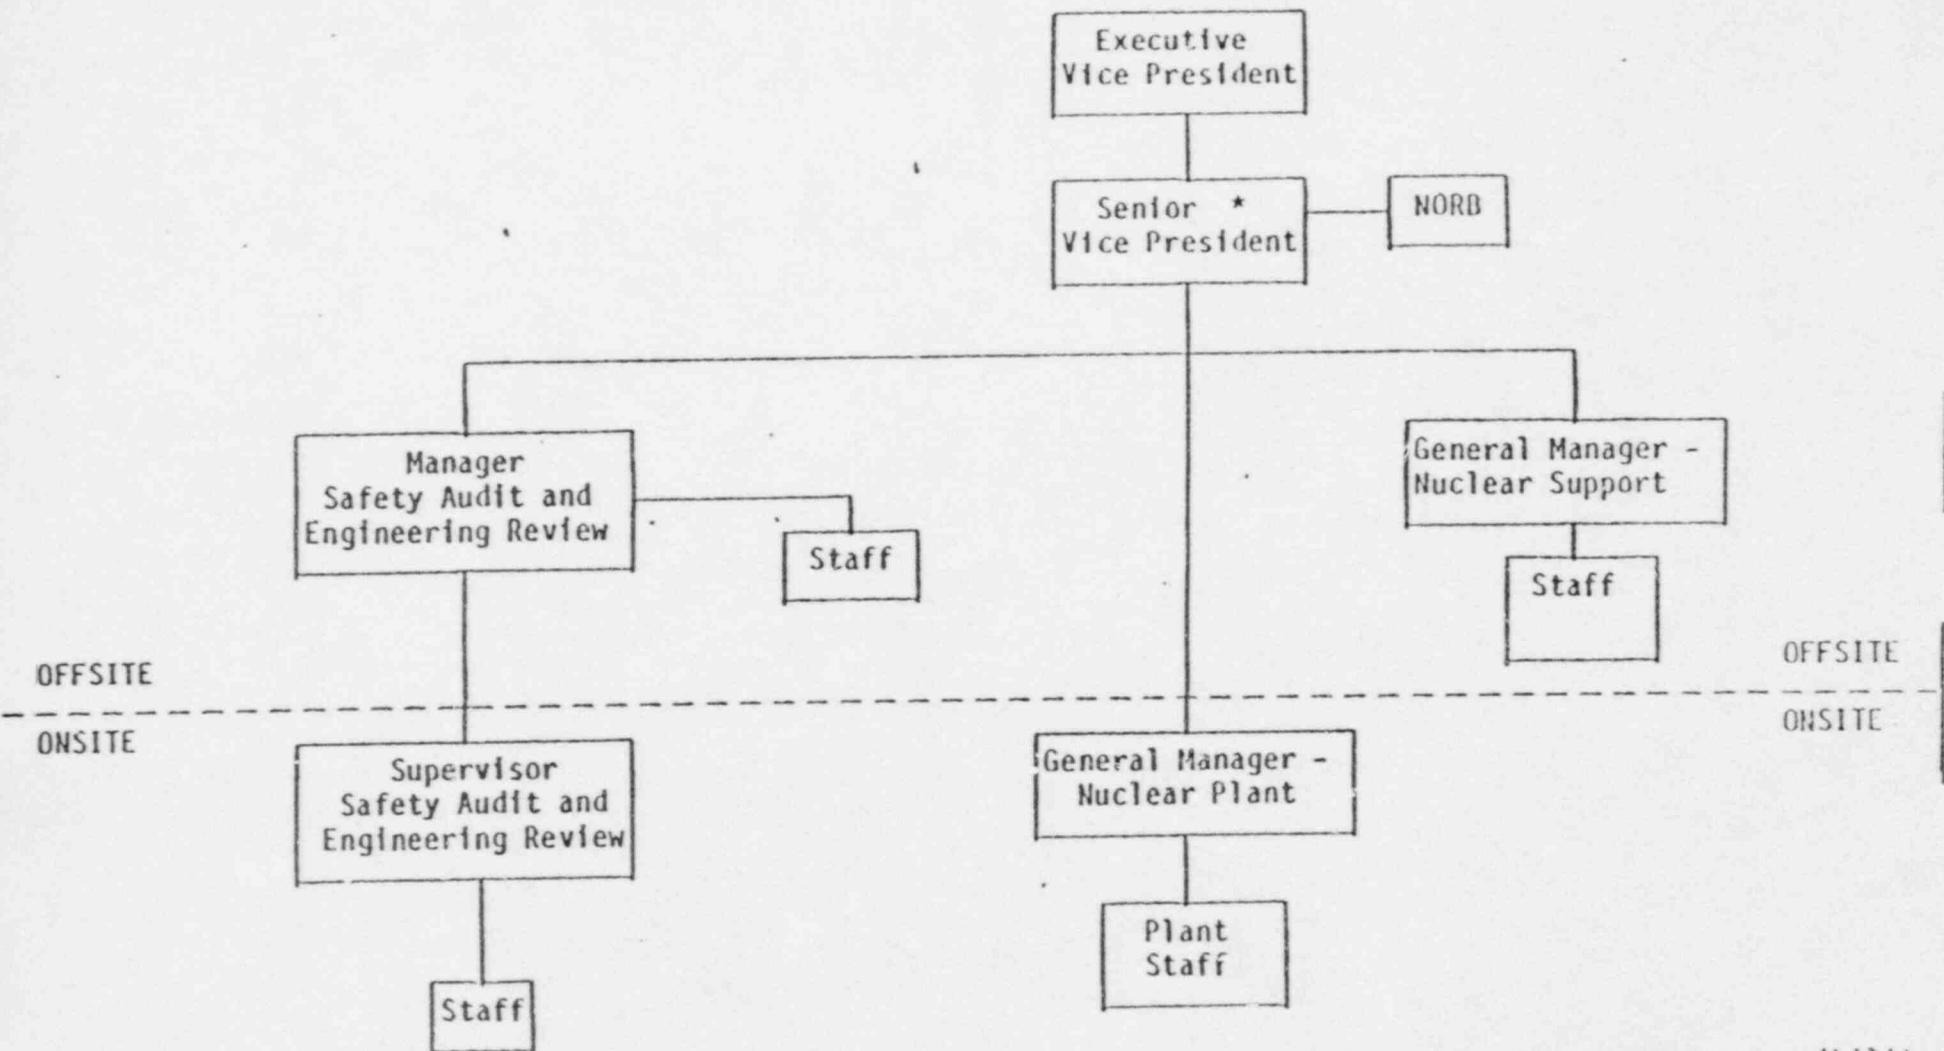 Executive
Vice President
Senior *
Vice President
NORB
Manager
Safety Audit and
Engineering Review
Staff
General Manager -
Nuclear Support
Staff
OFFSITE
OFFSITE
ONSITE
ONSITE
Supervisor
Safety Audit and
Engineering Review
Staff
General Manager -
Nuclear Plant
Plant
Staff